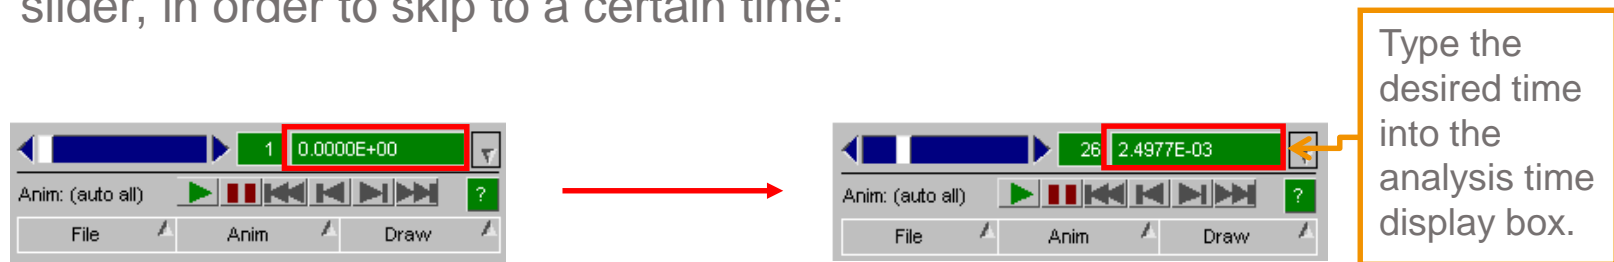 slider, in order to skip to a certain time:
1 0.0000E+00
Anim: (auto all) ?
File Anim Draw
26 2.4977E-03
Anim: (auto all) ?
File Anim Draw
Type the
desired time
into the
analysis time
display box.